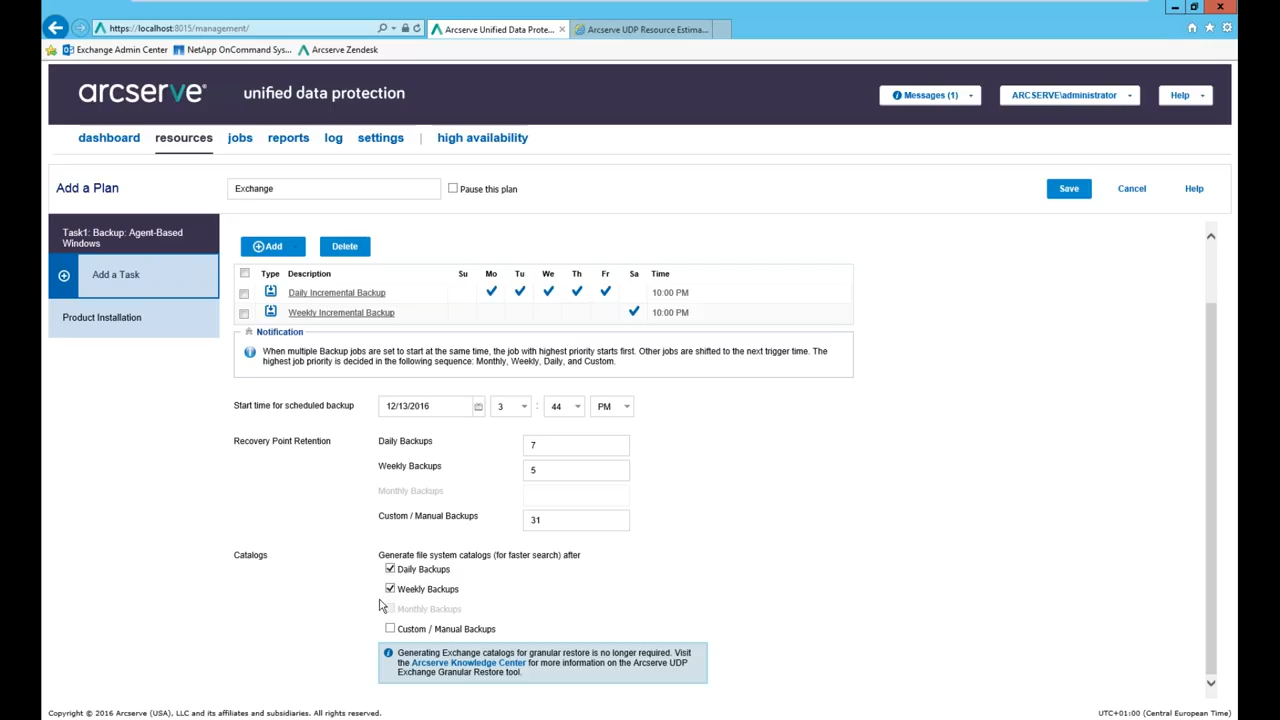 https://localhost:8015/management/
Arcserve Unified Data Prote...
Arcserve UDP Resource Estima...
Exchange Admin Center
NetApp OnCommand Sys...
Arcserve Zendesk
arcserve®
unified data protection
Messages (1)
ARCSERVE\administrator
Help
dashboard
resources
jobs
reports
log
settings
|
high availability
Add a Plan
Exchange
Pause this plan
Save
Cancel
Help
Task1: Backup: Agent-Based
Windows
Add a Task
Product Installation
Add
Delete
Type Description Su Mo Tu We Th Fr Sa Time
Daily Incremental Backup 10:00 PM
Weekly Incremental Backup 10:00 PM
Notification
When multiple Backup jobs are set to start at the same time, the job with highest priority starts first. Other jobs are shifted to the next trigger time. The
highest job priority is decided in the following sequence: Monthly, Weekly, Daily, and Custom.
Start time for scheduled backup 12/13/2016 3 : 44 PM
Recovery Point Retention Daily Backups 7
Weekly Backups 5
Monthly Backups
Custom / Manual Backups 31
Catalogs Generate file system catalogs (for faster search) after
Daily Backups
Weekly Backups
Monthly Backups
Custom / Manual Backups
Generating Exchange catalogs for granular restore is no longer required. Visit
the Arcserve Knowledge Center for more information on the Arcserve UDP
Exchange Granular Restore tool.
Copyright © 2016 Arcserve (USA), LLC and its affiliates and subsidiaries. All rights reserved.
UTC+01:00 (Central European Time)